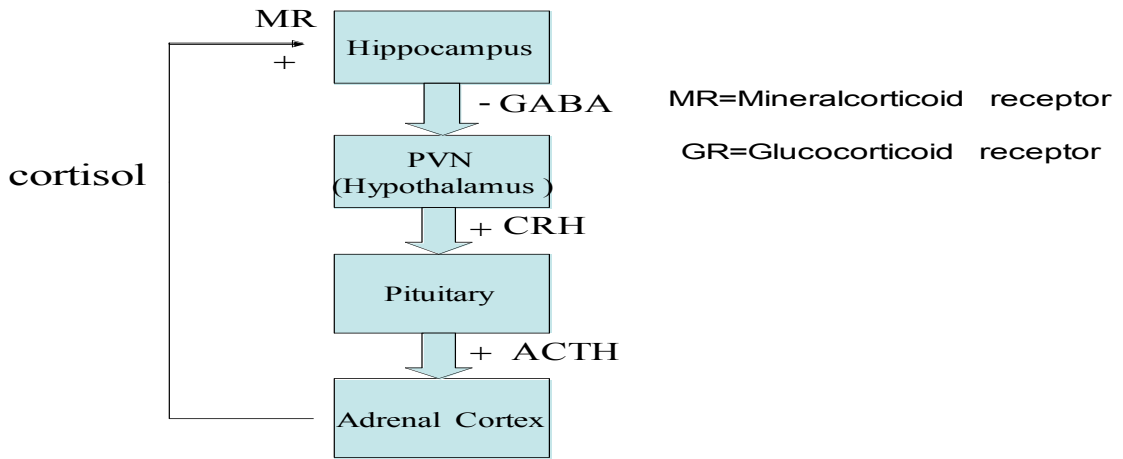 MR
+
Hippocampus
- GABA
MR=Mineralcorticoid receptor
PVN
(Hypothalamus )
GR=Glucocorticoid receptor
cortisol
+ CRH
Pituitary
+ ACTH
Adrenal Cortex